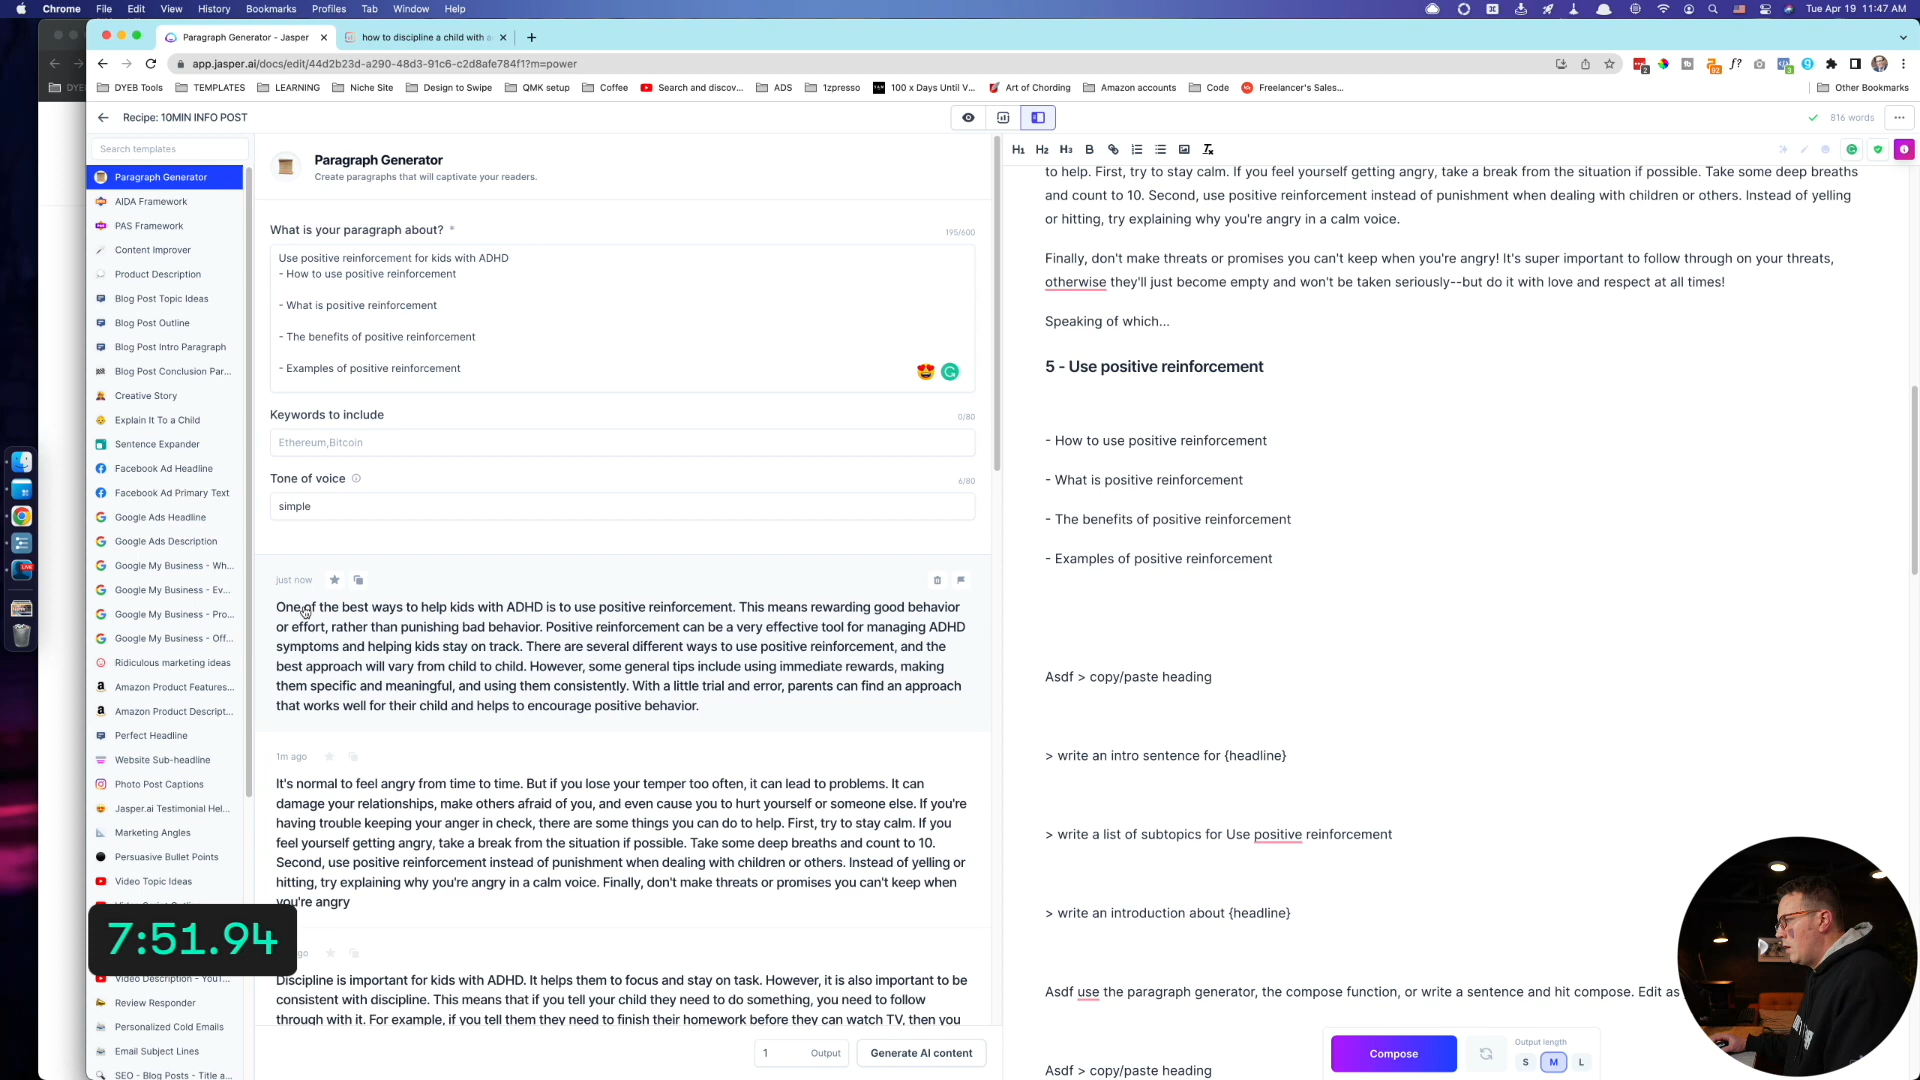 Chrome File Edit View History Bookmarks Profiles Tab Window Help
Tue Apr 19 11:47 AM
Paragraph Generator - Jasper
how to discipline a child with a
app.jasper.ai/docs/edit/44d2b23d-a290-48d3-91c6-c2d8afe784f1?m=power
DYEB Tools TEMPLATES LEARNING Niche Site Design to Swipe QMK setup Coffee Search and discov... ADS 1zpresso 100 x Days Until V... Art of Chording Amazon accounts Code Freelancer's Sales... Other Bookmarks
Recipe: 10MIN INFO POST
816 words
Search templates
Paragraph Generator
AIDA Framework
PAS Framework
Content Improver
Product Description
Blog Post Topic Ideas
Blog Post Outline
Blog Post Intro Paragraph
Blog Post Conclusion Par...
Creative Story
Explain It To a Child
Sentence Expander
Facebook Ad Headline
Facebook Ad Primary Text
Google Ads Headline
Google Ads Description
Google My Business - Wh...
Google My Business - Ev...
Google My Business - Pro...
Google My Business - Off...
Ridiculous marketing ideas
Amazon Product Features...
Amazon Product Descript...
Perfect Headline
Website Sub-headline
Photo Post Captions
Jasper.ai Testimonial Hel...
Marketing Angles
Persuasive Bullet Points
Video Topic Ideas
7:51.94
Video Description - YouT...
Review Responder
Personalized Cold Emails
Email Subject Lines
SEO - Blog Posts - Title a...
Paragraph Generator
Create paragraphs that will captivate your readers.
What is your paragraph about? *
195/600
Use positive reinforcement for kids with ADHD
- How to use positive reinforcement
- What is positive reinforcement
- The benefits of positive reinforcement
- Examples of positive reinforcement
Keywords to include
0/80
Ethereum,Bitcoin
Tone of voice
6/80
simple
just now
One of the best ways to help kids with ADHD is to use positive reinforcement. This means rewarding good behavior
or effort, rather than punishing bad behavior. Positive reinforcement can be a very effective tool for managing ADHD
symptoms and helping kids stay on track. There are several different ways to use positive reinforcement, and the
best approach will vary from child to child. However, some general tips include using immediate rewards, making
them specific and meaningful, and using them consistently. With a little trial and error, parents can find an approach
that works well for their child and helps to encourage positive behavior.
1m ago
It's normal to feel angry from time to time. But if you lose your temper too often, it can lead to problems. It can
damage your relationships, make others afraid of you, and even cause you to hurt yourself or someone else. If you're
having trouble keeping your anger in check, there are some things you can do to help. First, try to stay calm. If you
feel yourself getting angry, take a break from the situation if possible. Take some deep breaths and count to 10.
Second, use positive reinforcement instead of punishment when dealing with children or others. Instead of yelling or
hitting, try explaining why you're angry in a calm voice. Finally, don't make threats or promises you can't keep when
you're angry
ago
Discipline is important for kids with ADHD. It helps them to focus and stay on task. However, it is also important to be
consistent with discipline. This means that if you tell your child they need to do something, you need to follow
through with it. For example, if you tell them they need to finish their homework before they can watch TV, then you
1 Output
Generate AI content
H1 H2 H3 B
to help. First, try to stay calm. If you feel yourself getting angry, take a break from the situation if possible. Take some deep breaths
and count to 10. Second, use positive reinforcement instead of punishment when dealing with children or others. Instead of yelling
or hitting, try explaining why you're angry in a calm voice.
Finally, don't make threats or promises you can't keep when you're angry! It's super important to follow through on your threats,
otherwise they'll just become empty and won't be taken seriously--but do it with love and respect at all times!
Speaking of which...
5 - Use positive reinforcement
- How to use positive reinforcement
- What is positive reinforcement
- The benefits of positive reinforcement
- Examples of positive reinforcement
Asdf > copy/paste heading
> write an intro sentence for {headline}
> write a list of subtopics for Use positive reinforcement
> write an introduction about {headline}
Asdf use the paragraph generator, the compose function, or write a sentence and hit compose. Edit as
Asdf > copy/paste heading
Compose
Output length
S M L